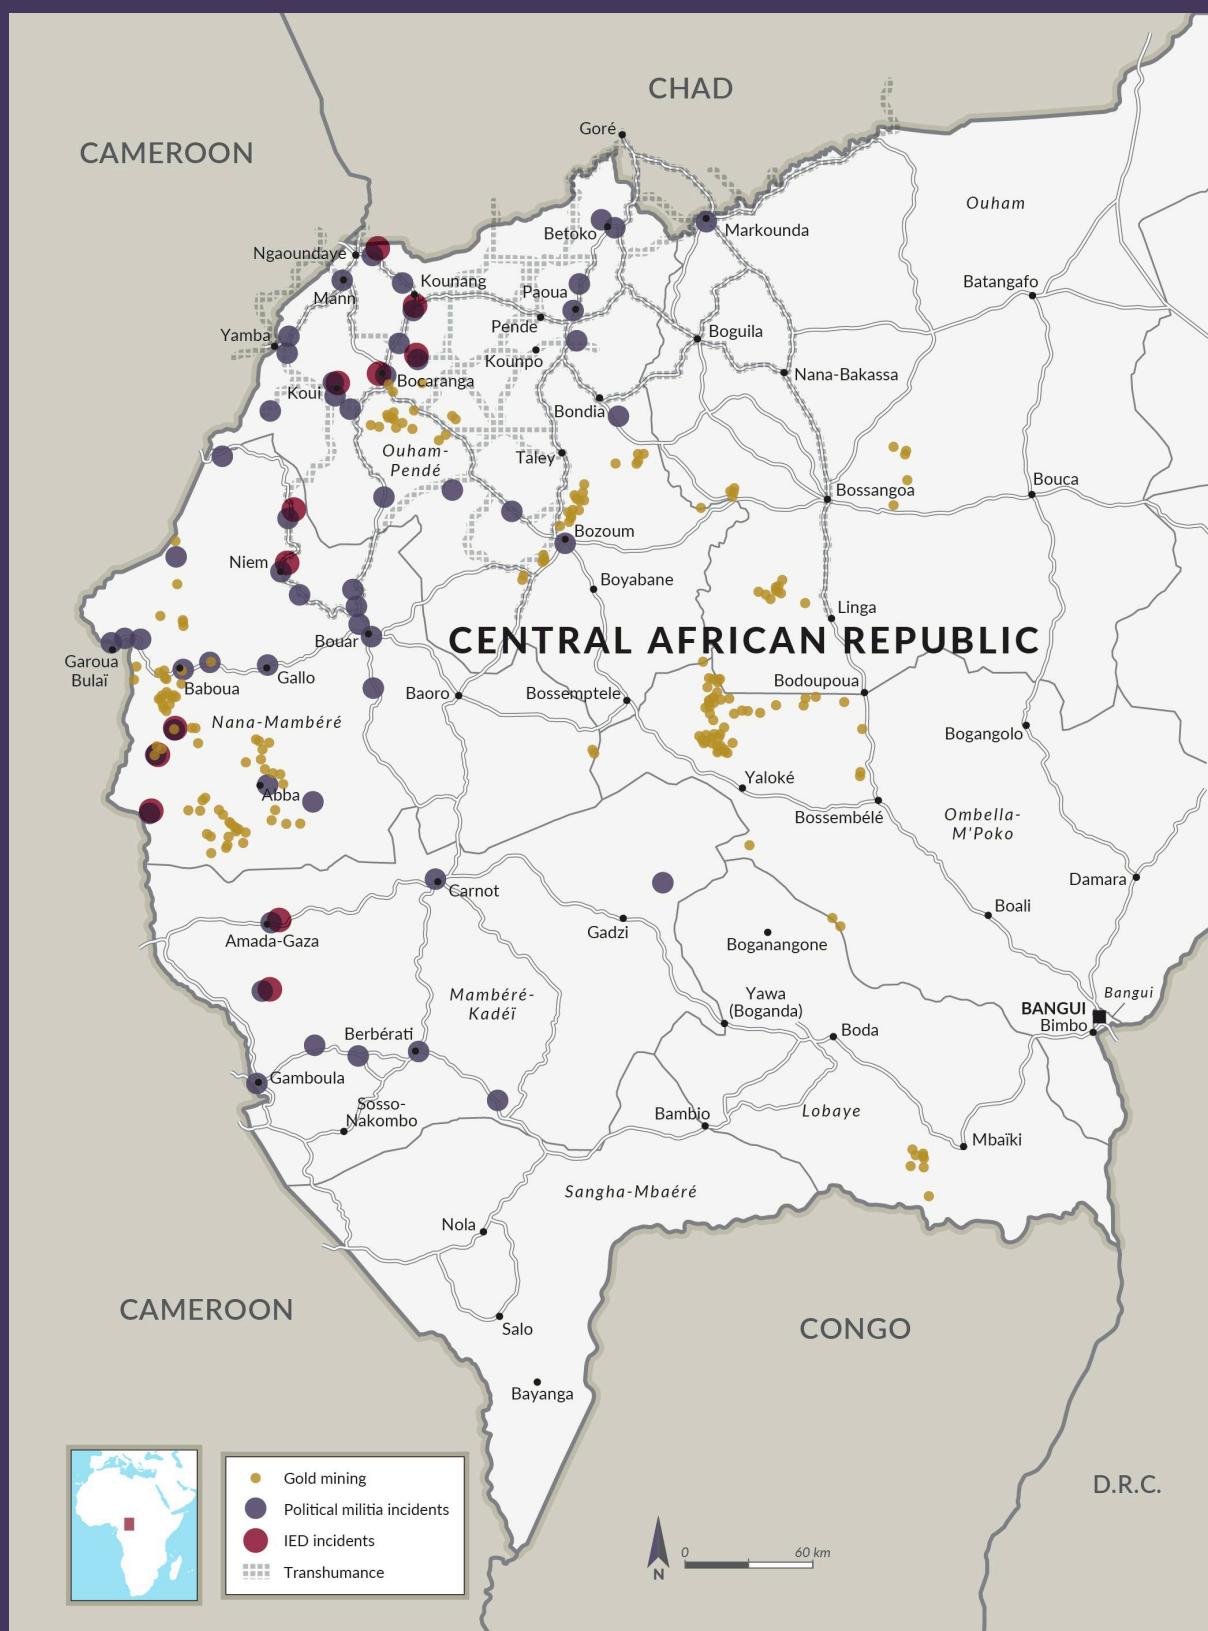 CHAD
Goré
CAMEROON
Ouham
Betoko
Markounda
Ngaoundaye
Kounang
Batangafo
Mann
Paoua
Pende
Yamba
Boguila
Kounpo
Nana-Bakassa
Bocaranga
Koui
Bondia
Ouham-
Pendé
Taley
Bossangoa
Bouca
Bozoum
Niem
Boyabane
Linga
CENTRAL AFRICAN REPUBLIC
Bouar
Garoua
Bulaï
Gallo
Baboua
Baoro
Bossemptele
Bodoupoua
Nana-Mambéré
Bogangolo
Yaloké
Abba
Bossembélé
Ombella-
M'Poko
Damara
Carnot
Boali
Gadzi
Amada-Gaza
Boganangone
Mambéré-
Kadéï
Yawa
(Boganda)
Bangui
BANGUI
Bimbo
Berbérati
Boda
Gamboula
Sosso-
Nakombo
Bambio
Lobaye
Mbaïki
Sangha-Mbaéré
Nola
CAMEROON
Salo
CONGO
Bayanga
D.R.C.
Gold mining
Political militia incidents
IED incidents
Transhumance
N
0 60 km